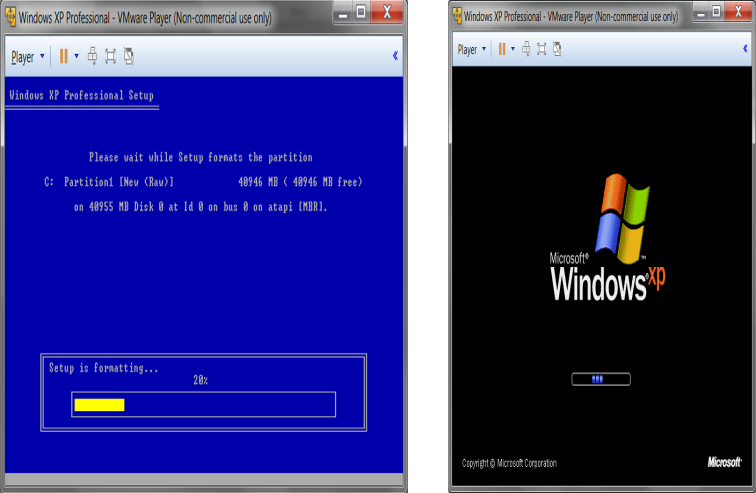 Windows XP Professional - VMware Player (Non-commercial use only)
Player
Windows XP Professional Setup
Please wait while Setup formats the partition
C: Partition1 [New (Raw)] 40946 MB ( 40946 MB free)
on 40955 MB Disk 0 at Id 0 on bus 0 on atapi [MBR].
Setup is formatting...
20%
Windows XP Professional - VMware Player (Non-commercial use only)
Player
Microsoft®
Windows® xp ™
Copyright © Microsoft Corporation
Microsoft®